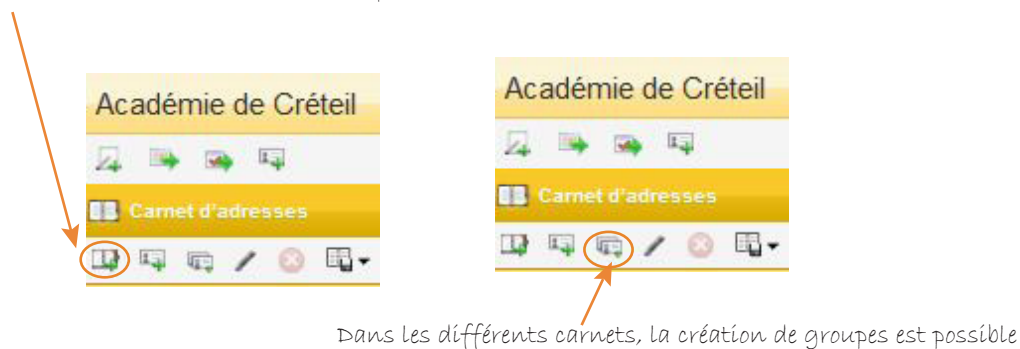 Académie de Créteil
Carnet d'adresses
Académie de Créteil
Carnet d'adresses
Dans les différents carnets, la création de groupes est possible